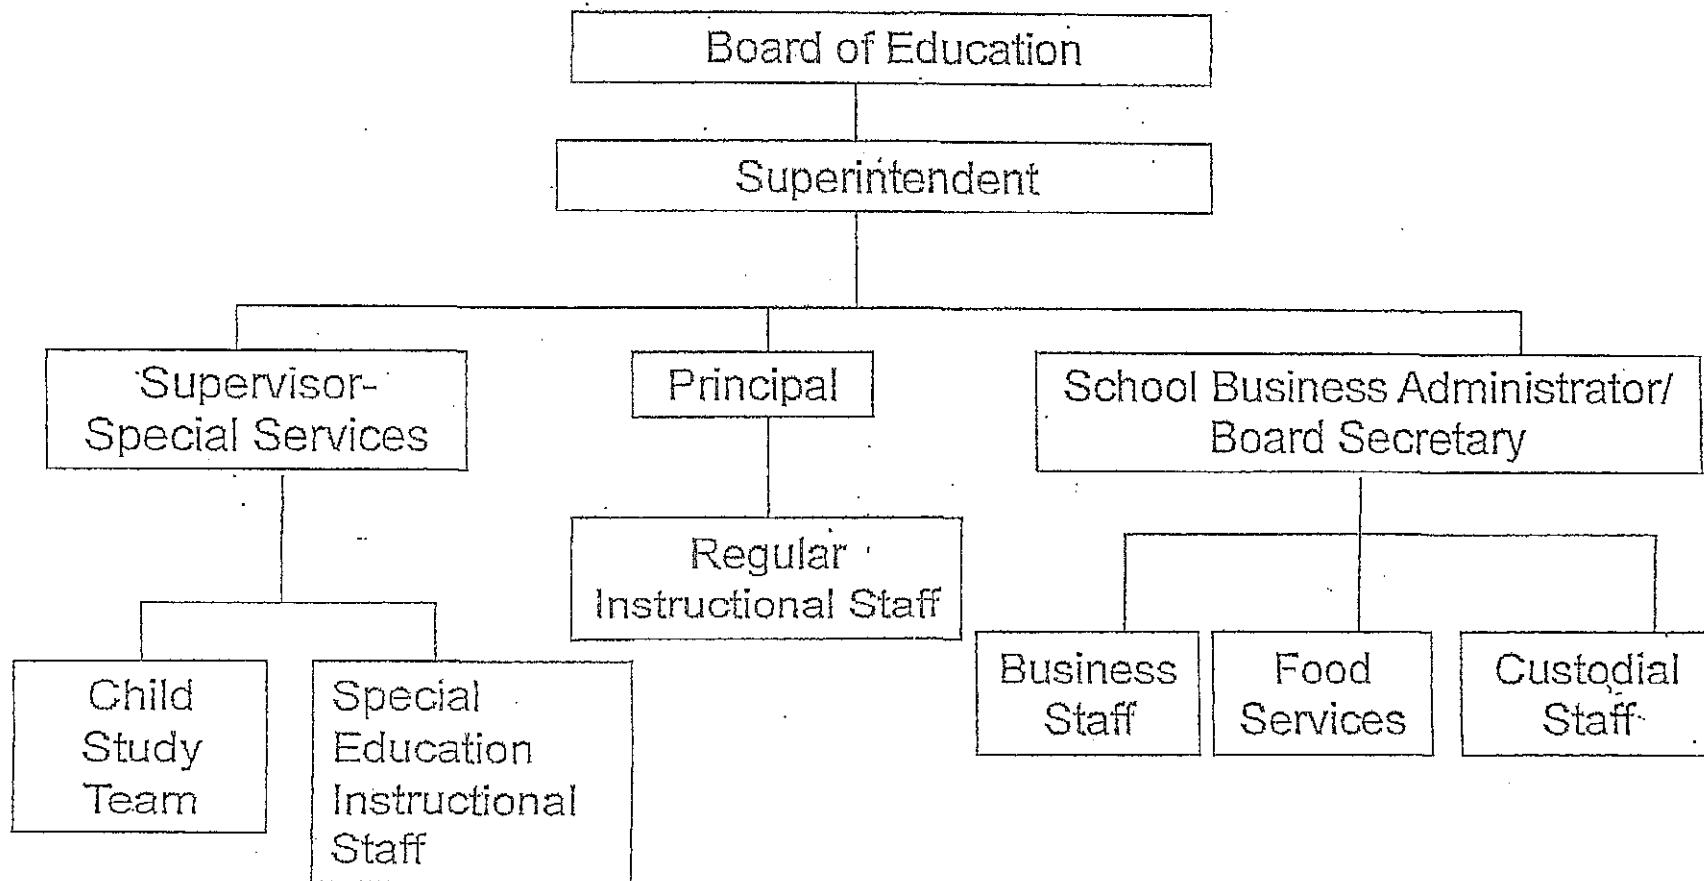 Board of Education
Superintendent
Supervisor-
Special Services
Principal
School Business Administrator/
Board Secretary
Regular
Instructional Staff
Child
Study
Team
Special
Education
Instructional
Staff
Business
Staff
Food
Services
Custodial
Staff